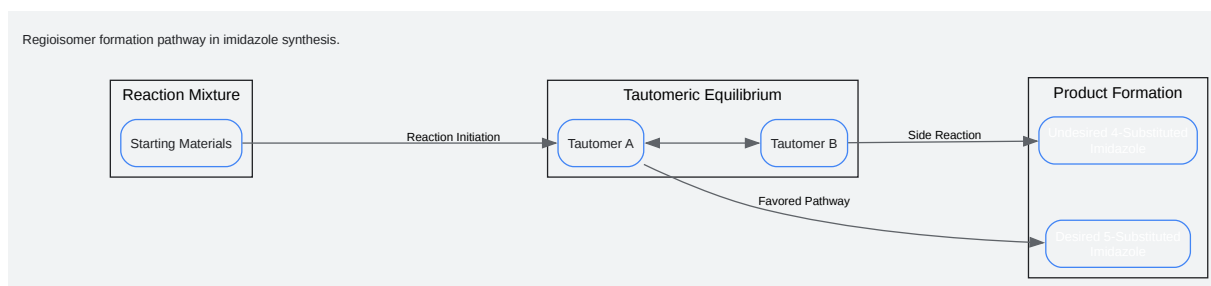 Regioisomer formation pathway in imidazole synthesis.
Reaction Mixture
Starting Materials
Reaction Initiation
Tautomeric Equilibrium
Tautomer A
Tautomer B
Side Reaction
Favored Pathway
Product Formation
Undesired 4-Substituted
Imidazole
Desired 5-Substituted
Imidazole